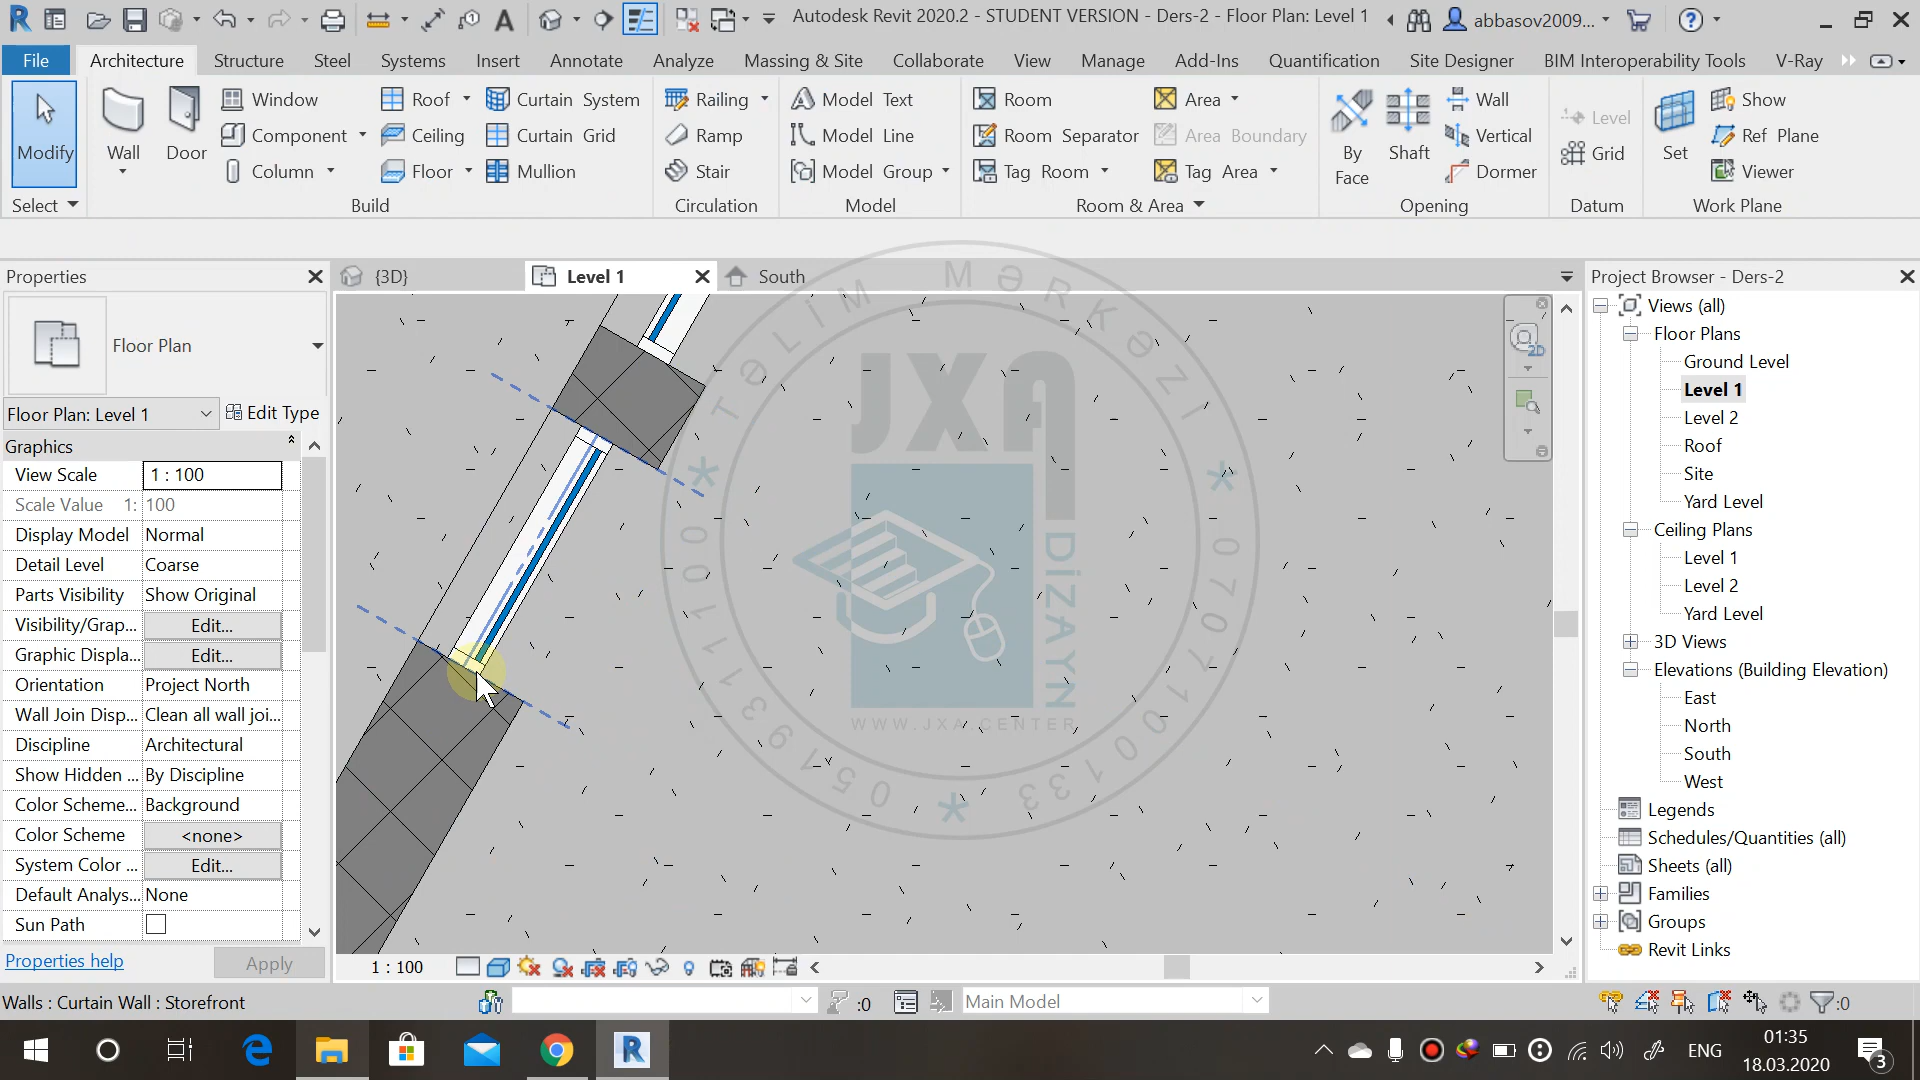 Autodesk Revit 2020.2 - STUDENT VERSION - Ders-2 - Floor Plan: Level 1
abbasov2009...
File
Architecture
Structure
Steel
Systems
Insert
Annotate
Analyze
Massing & Site
Collaborate
View
Manage
Add-Ins
Quantification
Site Designer
BIM Interoperability Tools
V-Ray
Modify
Wall
Door
Window
Component
Column
Roof
Ceiling
Floor
Curtain System
Curtain Grid
Mullion
Railing
Ramp
Stair
Model Text
Model Line
Model Group
Room
Room Separator
Tag Room
Area
Area Boundary
Tag Area
By Face
Shaft
Wall
Vertical
Dormer
Level
Grid
Set
Show
Ref Plane
Viewer
Select
Build
Circulation
Model
Room & Area
Opening
Datum
Work Plane
Properties
{3D}
Level 1
South
Project Browser - Ders-2
Floor Plan
Floor Plan: Level 1
Edit Type
Graphics
View Scale 1 : 100
Scale Value 1: 100
Display Model Normal
Detail Level Coarse
Parts Visibility Show Original
Visibility/Grap... Edit...
Graphic Displa... Edit...
Orientation Project North
Wall Join Disp... Clean all wall joi...
Discipline Architectural
Show Hidden ... By Discipline
Color Scheme... Background
Color Scheme <none>
System Color ... Edit...
Default Analys... None
Sun Path
Properties help
Apply
TƏLİM MƏRKƏZİ
JXA
DİZAYN
WWW.JXA.CENTER
0707100133
0519311100
2D
Views (all)
Floor Plans
Ground Level
Level 1
Level 2
Roof
Site
Yard Level
Ceiling Plans
Level 1
Level 2
Yard Level
3D Views
Elevations (Building Elevation)
East
North
South
West
Legends
Schedules/Quantities (all)
Sheets (all)
Families
Groups
Revit Links
1 : 100
Walls : Curtain Wall : Storefront
:0
Main Model
:0
ENG
01:35
18.03.2020
3